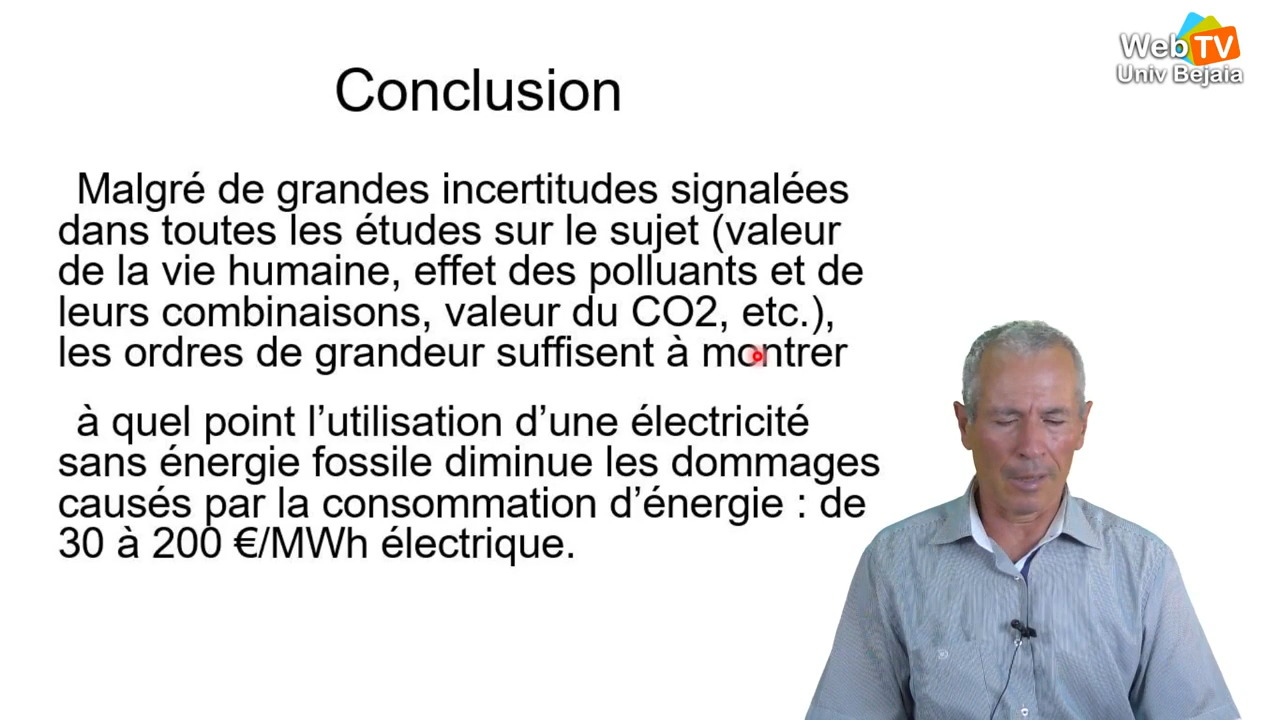 Web TV
Univ Bejaia
Conclusion
Malgré de grandes incertitudes signalées
dans toutes les études sur le sujet (valeur
de la vie humaine, effet des polluants et de
leurs combinaisons, valeur du CO2, etc.),
les ordres de grandeur suffisent à montrer
à quel point l’utilisation d’une électricité
sans énergie fossile diminue les dommages
causés par la consommation d’énergie : de
30 à 200 €/MWh électrique.